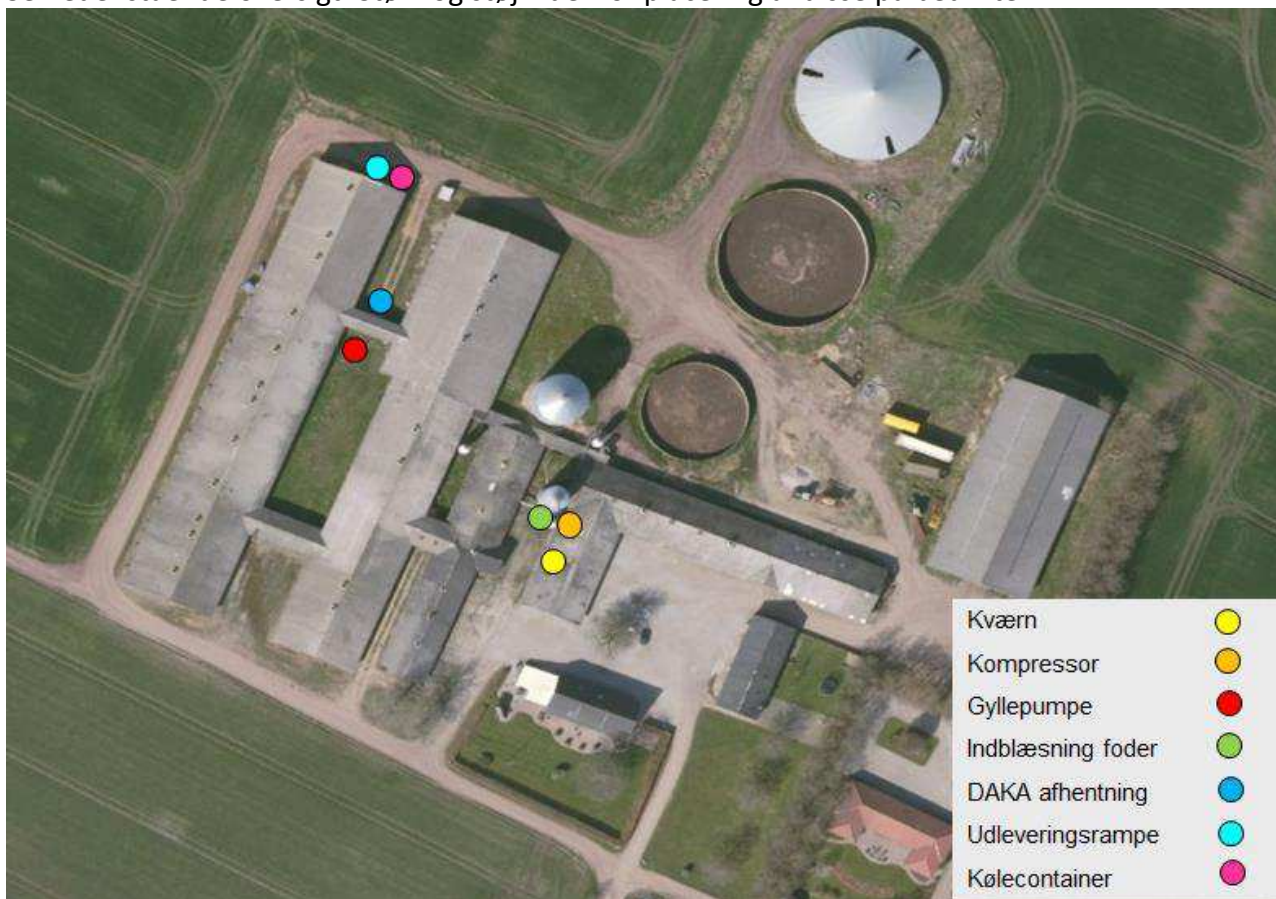 Kværn
Kompressor
Gyllepumpe
Indblæsning foder
DAKA afhentning
Udleveringsrampe
Kølecontainer